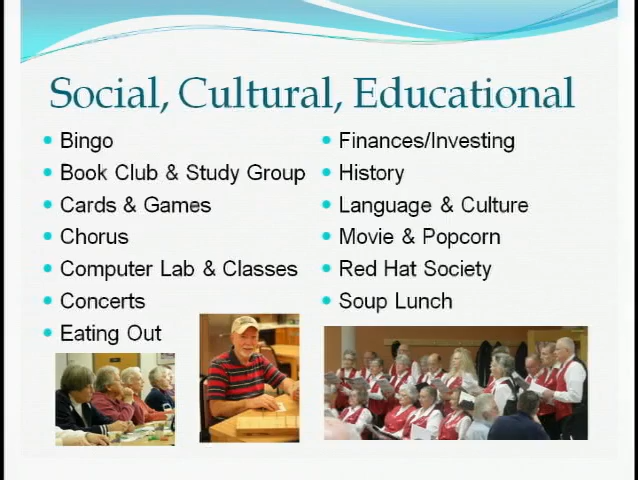 Social, Cultural, Educational
Bingo
Book Club & Study Group
Cards & Games
Chorus
Computer Lab & Classes
Concerts
Eating Out
Finances/Investing
History
Language & Culture
Movie & Popcorn
Red Hat Society
Soup Lunch